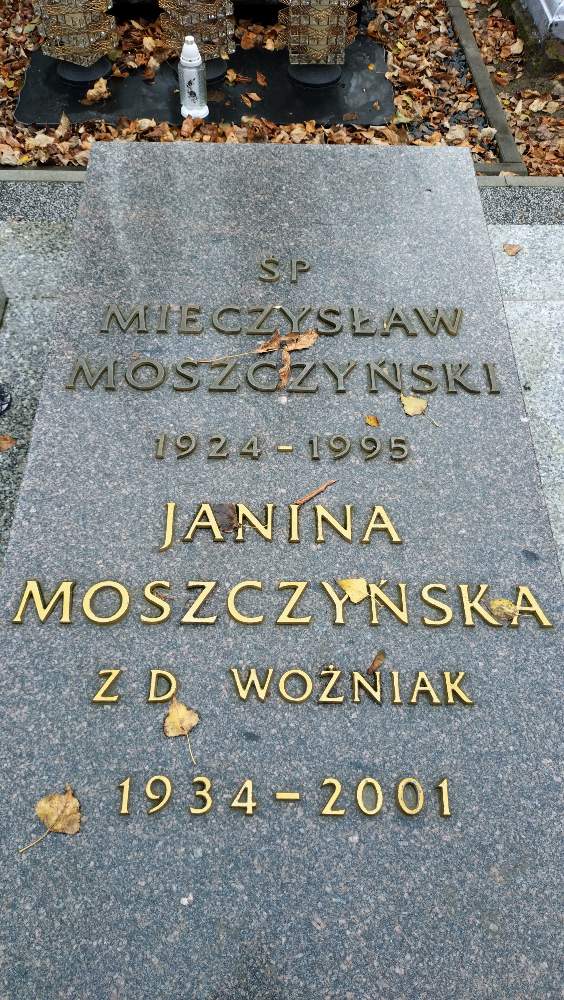 ŚP
MIECZYSŁAW
MOSZCZYŃSKI
1924 – 1995
JANINA
MOSZCZYŃSKA
Z D. WOŹNIAK
1934 – 2001